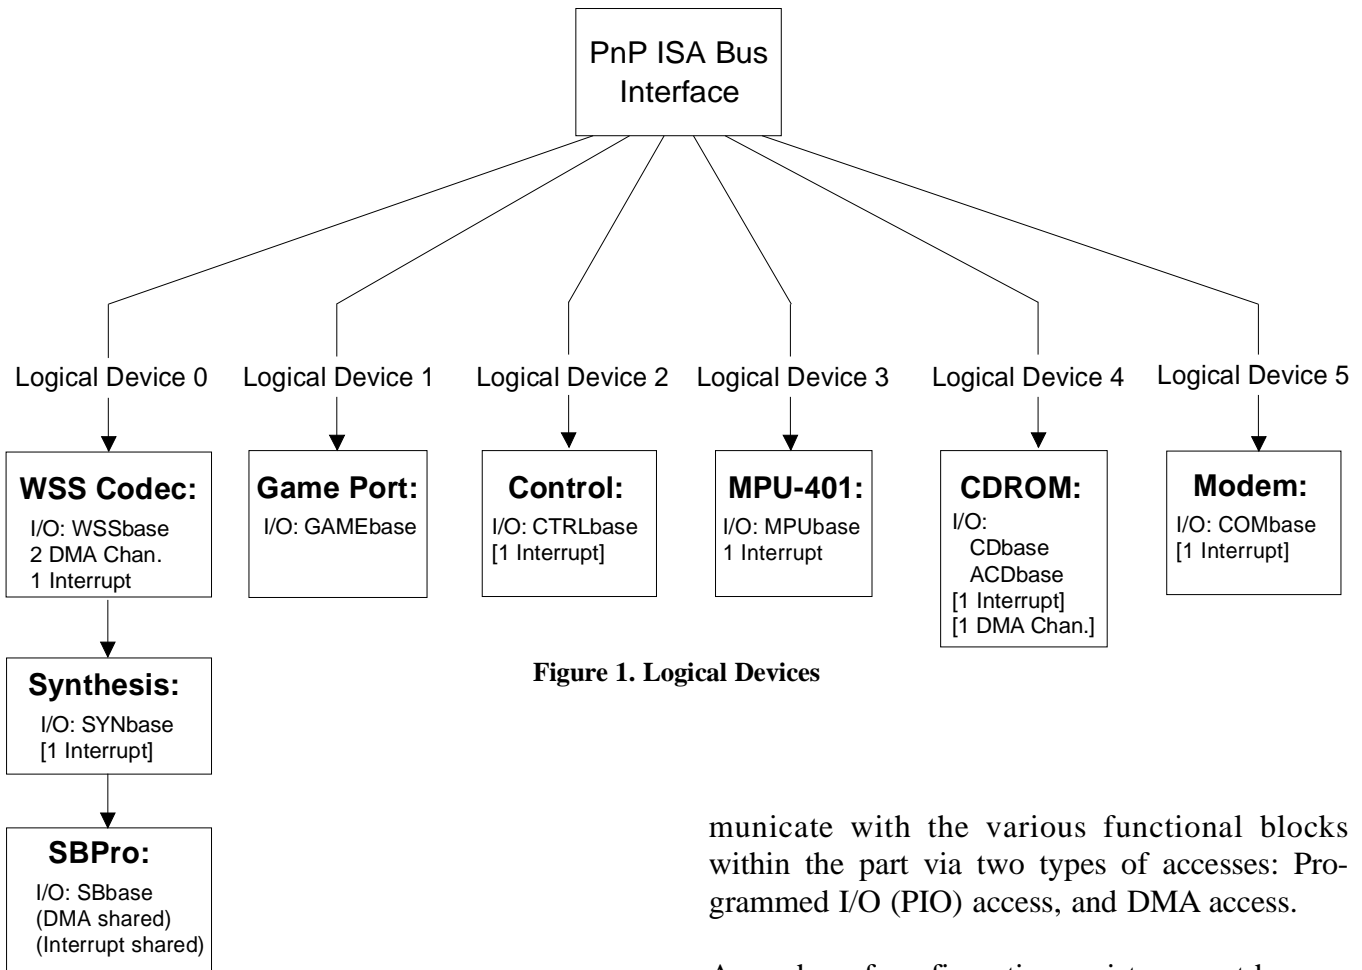 PnP ISA Bus
Interface
Logical Device 0
Logical Device 1
Logical Device 2
Logical Device 3
Logical Device 4
Logical Device 5
WSS Codec:
I/O: WSSbase
2 DMA Chan.
1 Interrupt
Game Port:
I/O: GAMEbase
Control:
I/O: CTRLbase
[1 Interrupt]
MPU-401:
I/O: MPUbase
1 Interrupt
CDROM:
I/O:
CDbase
ACDbase
[1 Interrupt]
[1 DMA Chan.]
Modem:
I/O: COMbase
[1 Interrupt]
Synthesis:
I/O: SYNbase
[1 Interrupt]
SBPro:
I/O: SBbase
(DMA shared)
(Interrupt shared)
Figure 1. Logical Devices
municate with the various functional blocks
within the part via two types of accesses: Pro-
grammed I/O (PIO) access, and DMA access.